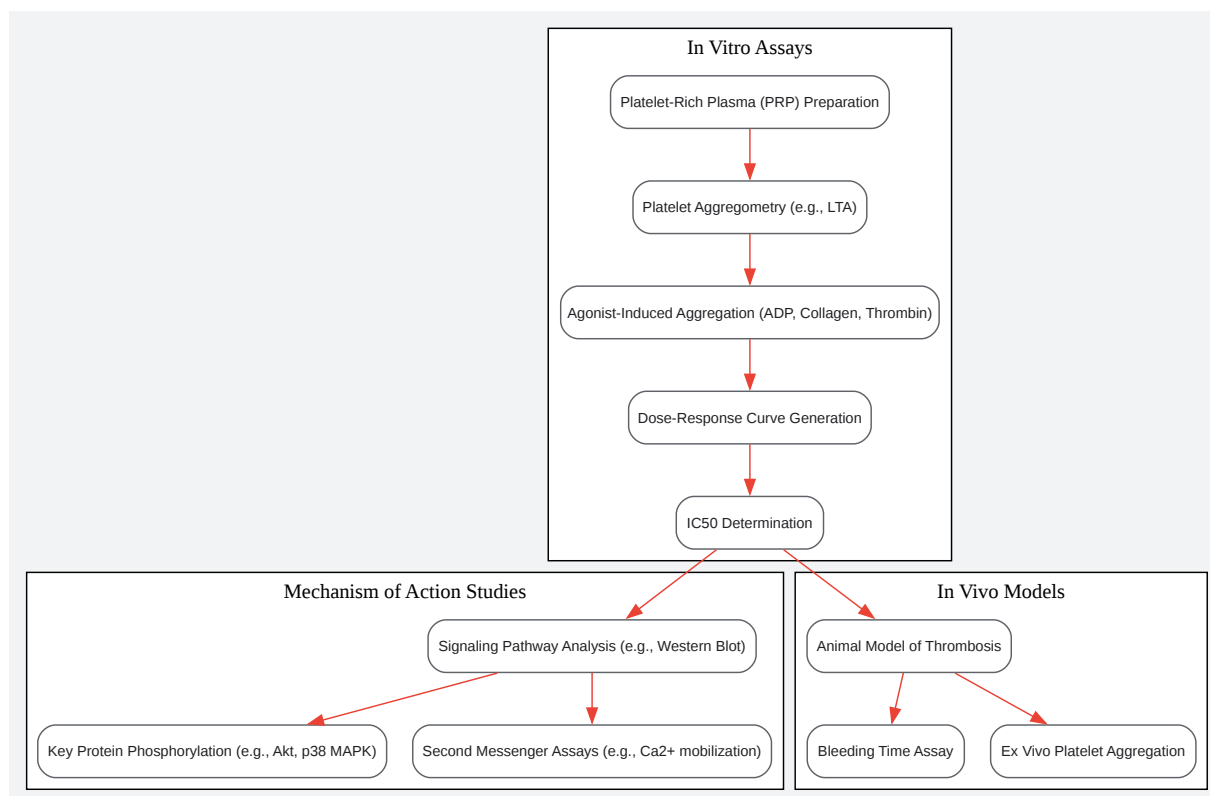 In Vitro Assays
Platelet-Rich Plasma (PRP) Preparation
Platelet Aggregometry (e.g., LTA)
Agonist-Induced Aggregation (ADP, Collagen, Thrombin)
Dose-Response Curve Generation
IC50 Determination
Mechanism of Action Studies
Signaling Pathway Analysis (e.g., Western Blot)
Key Protein Phosphorylation (e.g., Akt, p38 MAPK)
Second Messenger Assays (e.g., Ca2+ mobilization)
In Vivo Models
Animal Model of Thrombosis
Bleeding Time Assay
Ex Vivo Platelet Aggregation